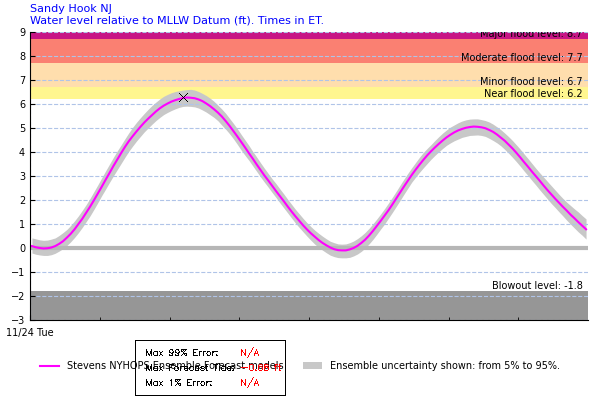 Sandy Hook NJ
Water level relative to MLLW Datum (ft). Times in ET.
9
Major flood level: 8.7
8
Moderate flood level: 7.7
7
Minor flood level: 6.7
Near flood level: 6.2
6
5
4
3
2
1
0
−1
Blowout level: -1.8
−2
−3
11/24 Tue
Max 99% Error: N/A
Stevens NYHOPS Ensemble Forecast models
Ensemble uncertainty shown: from 5% to 95%.
Max Forecast Tide: ft
Max 1% Error: N/A